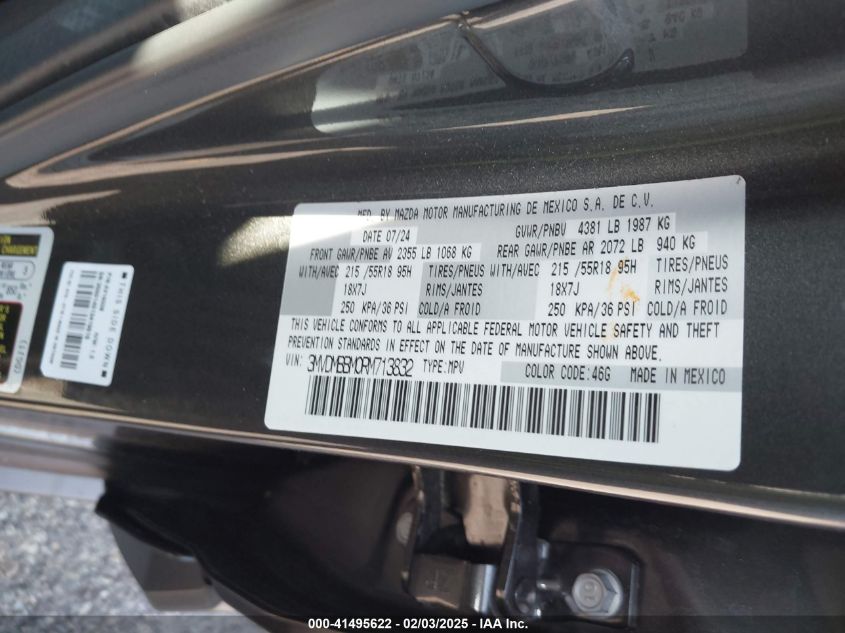 MFD. BY MAZDA MOTOR MANUFACTURING DE MEXICO S.A. DE C.V.
DATE 07/24 GVWR/PNBV 4381 LB 1987 KG
FRONT GAWR/PNBE AV 2355 LB 1068 KG REAR GAWR/PNBE AR 2072 LB 940 KG
WITH/AVEC 215 /55R18 95H TIRES/PNEUS WITH/AVEC 215 /55R18 95H TIRES/PNEUS
18X7J RIMS/JANTES 18X7J RIMS/JANTES
250 KPA/36 PSI COLD/A FROID 250 KPA/36 PSI COLD/A FROID
THIS VEHICLE CONFORMS TO ALL APPLICABLE FEDERAL MOTOR VEHICLE SAFETY AND THEFT
PREVENTION STANDARDS IN EFFECT ON THE DATE OF MANUFACTURE SHOWN ABOVE.
VIN: 3MVDMBBM0RM713832 TYPE:MPV COLOR CODE:46G MADE IN MEXICO
THIS SIDE DOWN
000-41495622 - 02/03/2025 - IAA Inc.